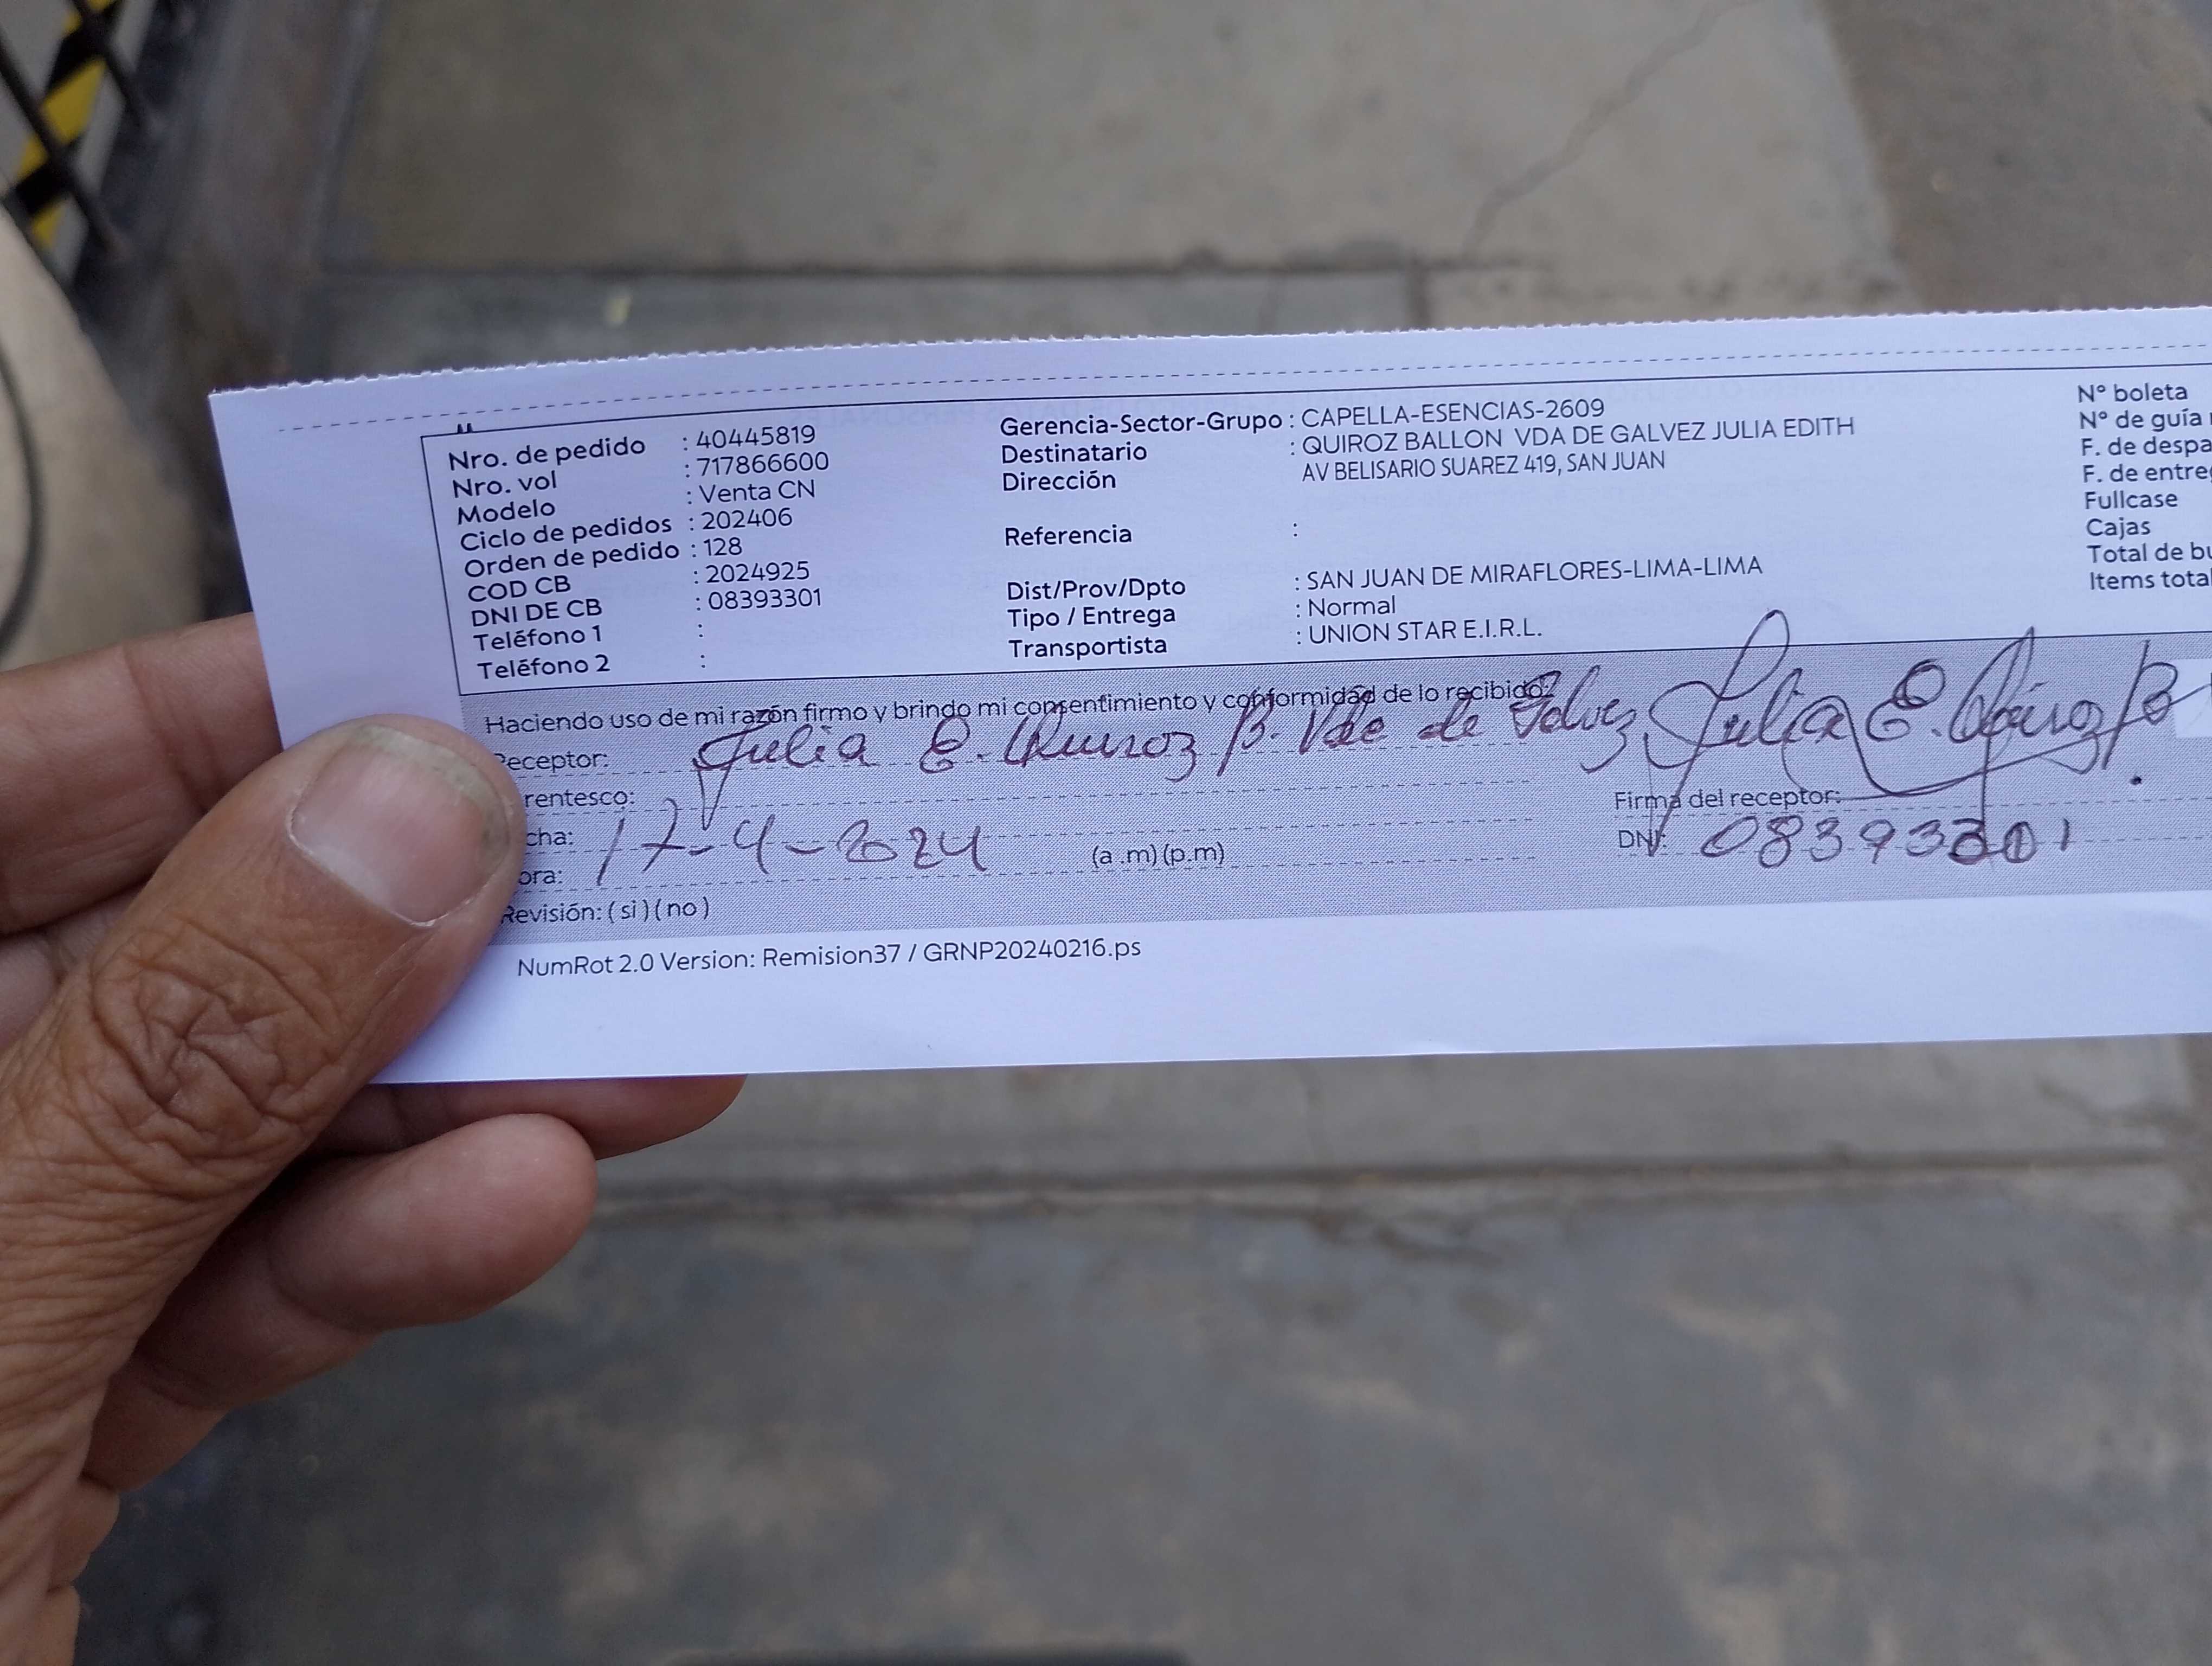 Nro. de pedido : 40445819
Nro. vol : 717866600
Modelo : Venta CN
Ciclo de pedidos : 202406
Orden de pedido : 128
COD CB : 2024925
DNI DE CB : 08393301
Teléfono 1 :
Teléfono 2 :
Gerencia-Sector-Grupo : CAPELLA-ESENCIAS-2609
Destinatario : QUIROZ BALLON VDA DE GALVEZ JULIA EDITH
Dirección AV BELISARIO SUAREZ 419, SAN JUAN
Referencia :
Dist/Prov/Dpto : SAN JUAN DE MIRAFLORES-LIMA-LIMA
Tipo / Entrega : Normal
Transportista : UNION STAR E.I.R.L.
N° boleta
N° de guía
F. de despa
F. de entre
Fullcase
Cajas
Total de bu
Items total
Haciendo uso de mi razón firmo y brindo mi consentimiento y conformidad de lo recibido:
Receptor: Julia E. Quiroz B. Vda de Galvez Julia E. Quiroz B
rentesco:
Firma del receptor:
cha: 17-4-2024
DNI: 08393301
ora: (a .m) (p.m)
Revisión: ( si ) ( no )
NumRot 2.0 Version: Remision37 / GRNP20240216.ps